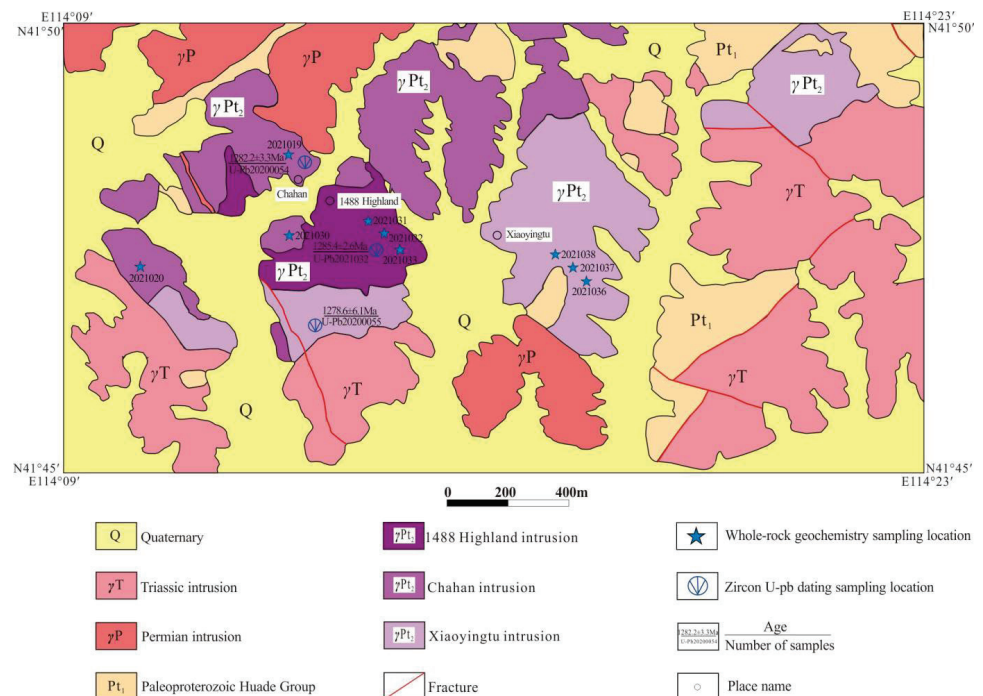 E114°09′
N41°50′
E114°23′
N41°50′
γP
γP
Q
Pt₁
γPt₂
γPt₂
γPt₂
Q
2021019
1282.2±3.3Ma
U-Pb20200054
Chahan
γPt₂
γT
1488 Highland
2021031
2021030
2021032
2021033
U-Pb2021032
Xiaoyingtu
2021038
2021037
2021036
2021020
γPt₂
1278.6±6.1Ma
U-Pb20200055
Q
Pt₁
γP
γT
γT
γT
Q
N41°45′
E114°09′
N41°45′
E114°23′
0 200 400m
Q Quaternary
γT Triassic intrusion
γP Permian intrusion
Pt₁ Paleoproterozoic Huade Group
γPt₂ 1488 Highland intrusion
γPt₂ Chahan intrusion
γPt₂ Xiaoyingtu intrusion
Fracture
Whole-rock geochemistry sampling location
Zircon U-pb dating sampling location
1282.2±3.3Ma
U-Pb20200054
Age
Number of samples
Place name